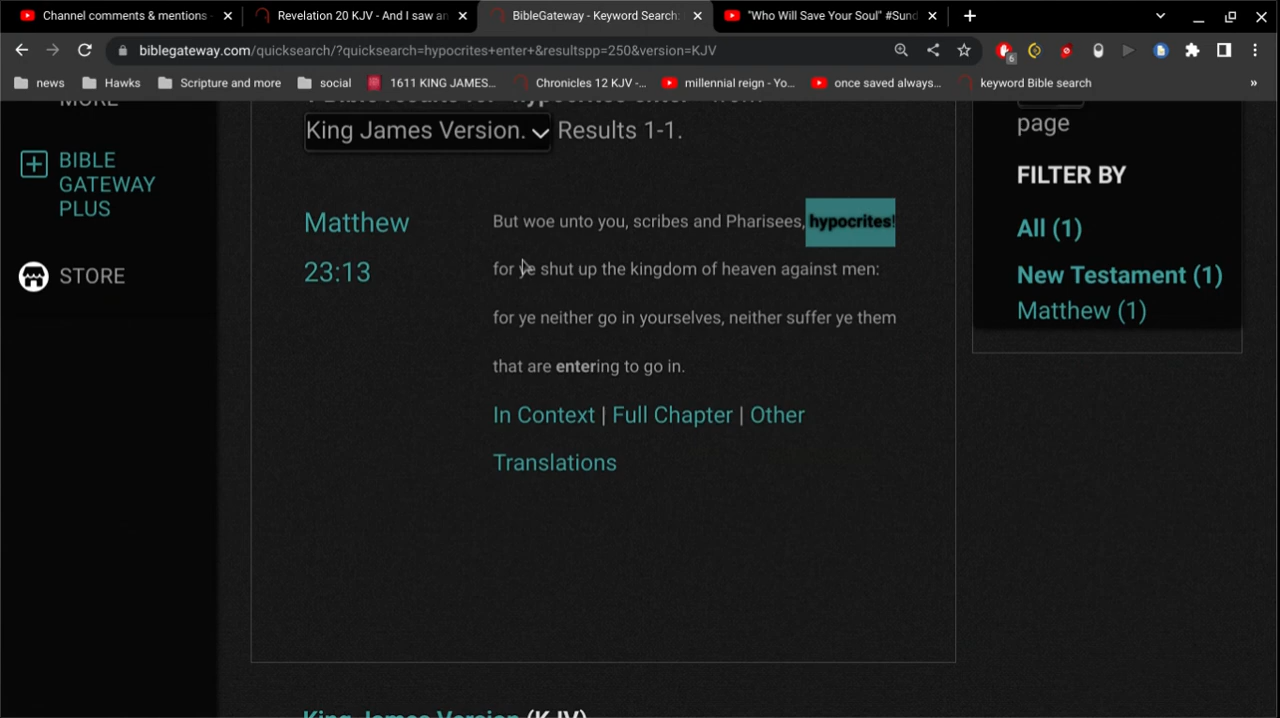 Channel comments & mentions -
Revelation 20 KJV - And I saw an
BibleGateway - Keyword Search:
"Who Will Save Your Soul" #Sund
biblegateway.com/quicksearch/?quicksearch=hypocrites+enter+&resultspp=250&version=KJV
6
news
Hawks
Scripture and more
social
1611 KING JAMES...
Chronicles 12 KJV -...
millennial reign - Yo...
once saved always...
keyword Bible search
»
MORE
BIBLE
GATEWAY
PLUS
STORE
King James Version.
Results 1-1.
Matthew
23:13
But woe unto you, scribes and Pharisees, hypocrites!
for ye shut up the kingdom of heaven against men:
for ye neither go in yourselves, neither suffer ye them
that are entering to go in.
In Context | Full Chapter | Other
Translations
King James Version (KJV)
page
FILTER BY
All (1)
New Testament (1)
Matthew (1)